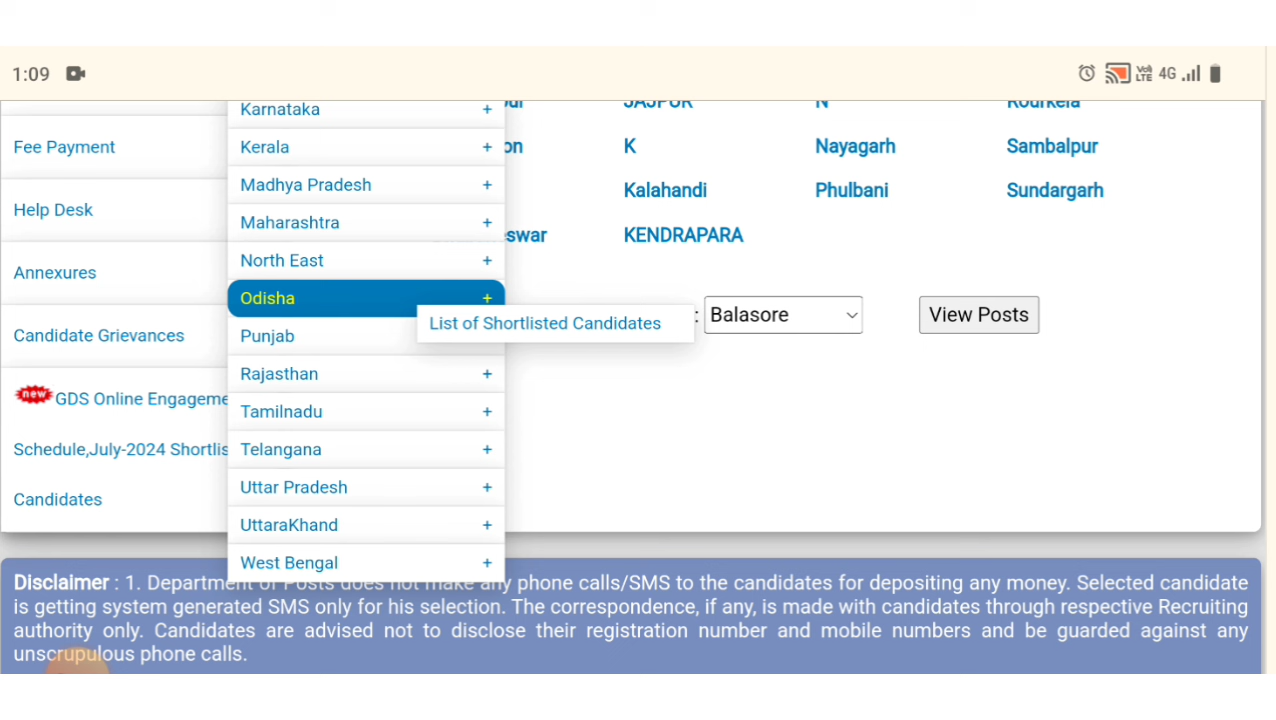 1:09
VoLTE 4G
Karnataka +
JAJPUR
N
Rourkela
Fee Payment
Kerala +
on
K
Nayagarh
Sambalpur
Madhya Pradesh +
Kalahandi
Phulbani
Sundargarh
Help Desk
Maharashtra +
eswar
KENDRAPARA
North East +
Annexures
Odisha +
List of Shortlisted Candidates
: Balasore
View Posts
Candidate Grievances
Punjab
Rajasthan +
new GDS Online Engageme
Schedule,July-2024 Shortlis
Candidates
Tamilnadu +
Telangana +
Uttar Pradesh +
UttaraKhand +
West Bengal +
Disclaimer : 1. Department of Posts does not make any phone calls/SMS to the candidates for depositing any money. Selected candidate
is getting system generated SMS only for his selection. The correspondence, if any, is made with candidates through respective Recruiting
authority only. Candidates are advised not to disclose their registration number and mobile numbers and be guarded against any
unscrupulous phone calls.